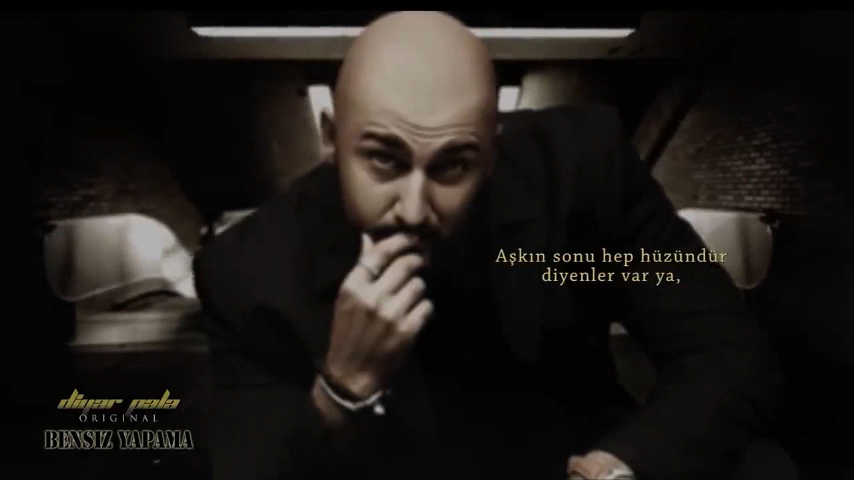 Aşkın sonu hep hüzündür
diyenler var ya,
diyar pala
ORIGINAL
BENSIZ YAPAMA